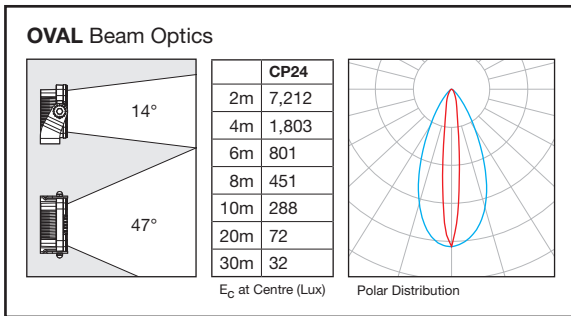 OVAL Beam Optics
14°
47°
CP24
2m 7,212
4m 1,803
6m 801
8m 451
10m 288
20m 72
30m 32
EC at Centre (Lux)
Polar Distribution